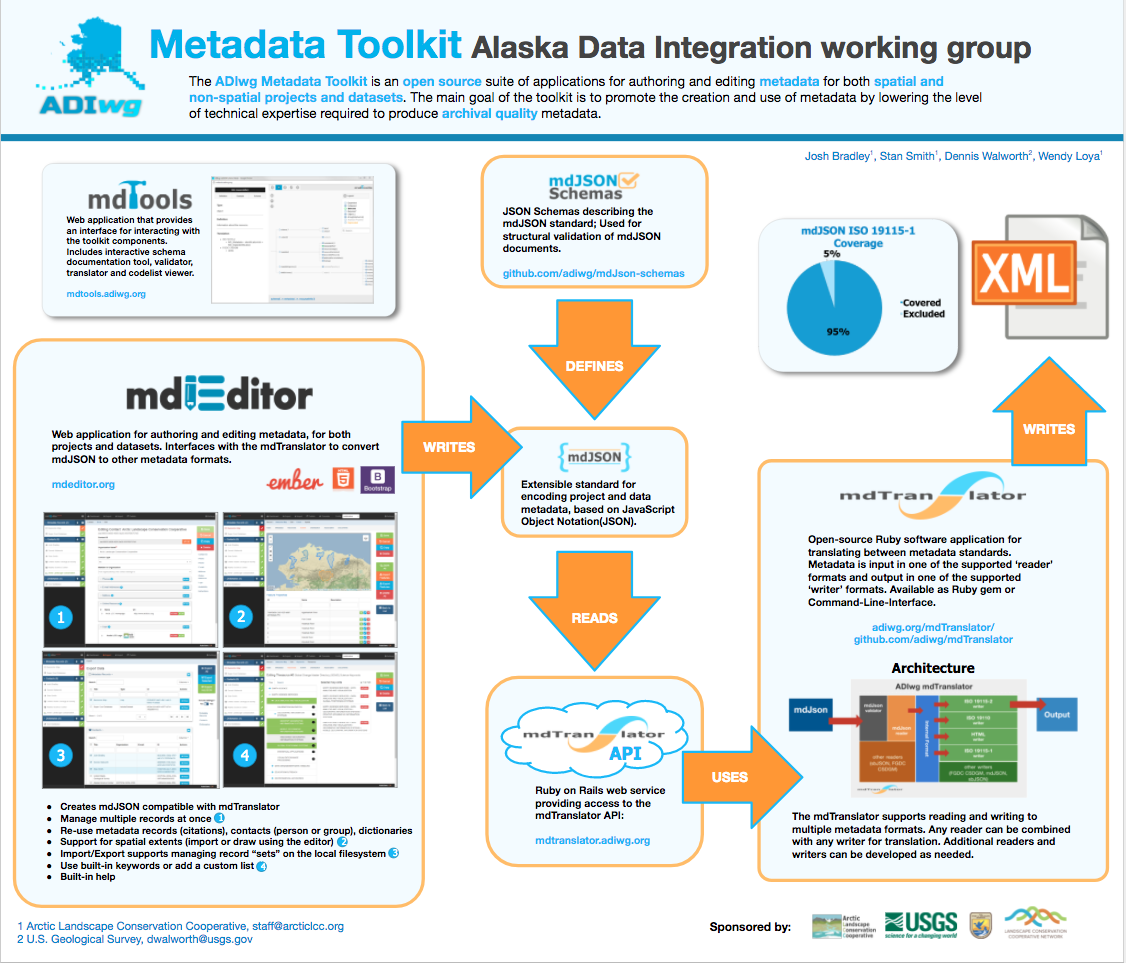 ADIwg
Metadata Toolkit Alaska Data Integration working group
The ADIwg Metadata Toolkit is an open source suite of applications for authoring and editing metadata for both spatial and
non-spatial projects and datasets. The main goal of the toolkit is to promote the creation and use of metadata by lowering the level
of technical expertise required to produce archival quality metadata.
Josh Bradley1, Stan Smith1, Dennis Walworth2, Wendy Loya1
mdTools
Web application that provides
an interface for interacting with
the toolkit components.
Includes interactive schema
documentation tool, validator,
translator and codelist viewer.
mdtools.adiwg.org
mdJSON
Schemas
JSON Schemas describing the
mdJSON standard; Used for
structural validation of mdJSON
documents.
github.com/adiwg/mdJson-schemas
mdJSON ISO 19115-1
Coverage
5%
95%
Covered
Excluded
XML
DEFINES
WRITES
WRITES
mdEditor
Web application for authoring and editing metadata, for both
projects and datasets. Interfaces with the mdTranslator to convert
mdJSON to other metadata formats.
mdeditor.org
ember
HTML
5
B
Bootstrap
1
2
3
4
Creates mdJSON compatible with mdTranslator
Manage multiple records at once 1
Re-use metadata records (citations), contacts (person or group), dictionaries
Support for spatial extents (import or draw using the editor) 2
Import/Export supports managing record “sets” on the local filesystem 3
Use built-in keywords or add a custom list 4
Built-in help
{mdJSON}
Extensible standard for
encoding project and data
metadata, based on JavaScript
Object Notation(JSON).
READS
mdTranslator
API
Ruby on Rails web service
providing access to the
mdTranslator API:
mdtranslator.adiwg.org
USES
mdTranslator
Open-source Ruby software application for
translating between metadata standards.
Metadata is input in one of the supported ‘reader’
formats and output in one of the supported
‘writer’ formats. Available as Ruby gem or
Command-Line-Interface.
adiwg.org/mdTranslator/
github.com/adiwg/mdTranslator
Architecture
ADIwg mdTranslator
mdJson
mdJson
validator
mdJson
reader
other readers
(sbJSON, FGDC
CSDGM)
Internal Format
ISO 19115-2
writer
ISO 19110
writer
HTML
writer
ISO 19115-1
writer
other writers
(FGDC CSDGM, mdJSON,
sbJSON)
Output
The mdTranslator supports reading and writing to
multiple metadata formats. Any reader can be combined
with any writer for translation. Additional readers and
writers can be developed as needed.
1 Arctic Landscape Conservation Cooperative, staff@arcticlcc.org
2 U.S. Geological Survey, dwalworth@usgs.gov
Sponsored by:
Arctic
Landscape
Conservation
Cooperative
USGS
science for a changing world
LANDSCAPE CONSERVATION
COOPERATIVE NETWORK